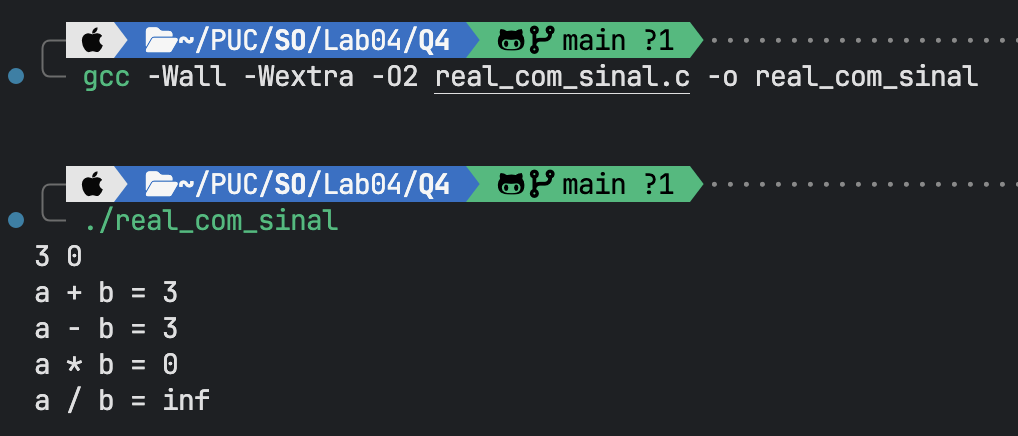 ~/PUC/SO/Lab04/Q4 main ?1
gcc -Wall -Wextra -O2 real_com_sinal.c -o real_com_sinal
~/PUC/SO/Lab04/Q4 main ?1
./real_com_sinal
3 0
a + b = 3
a - b = 3
a * b = 0
a / b = inf